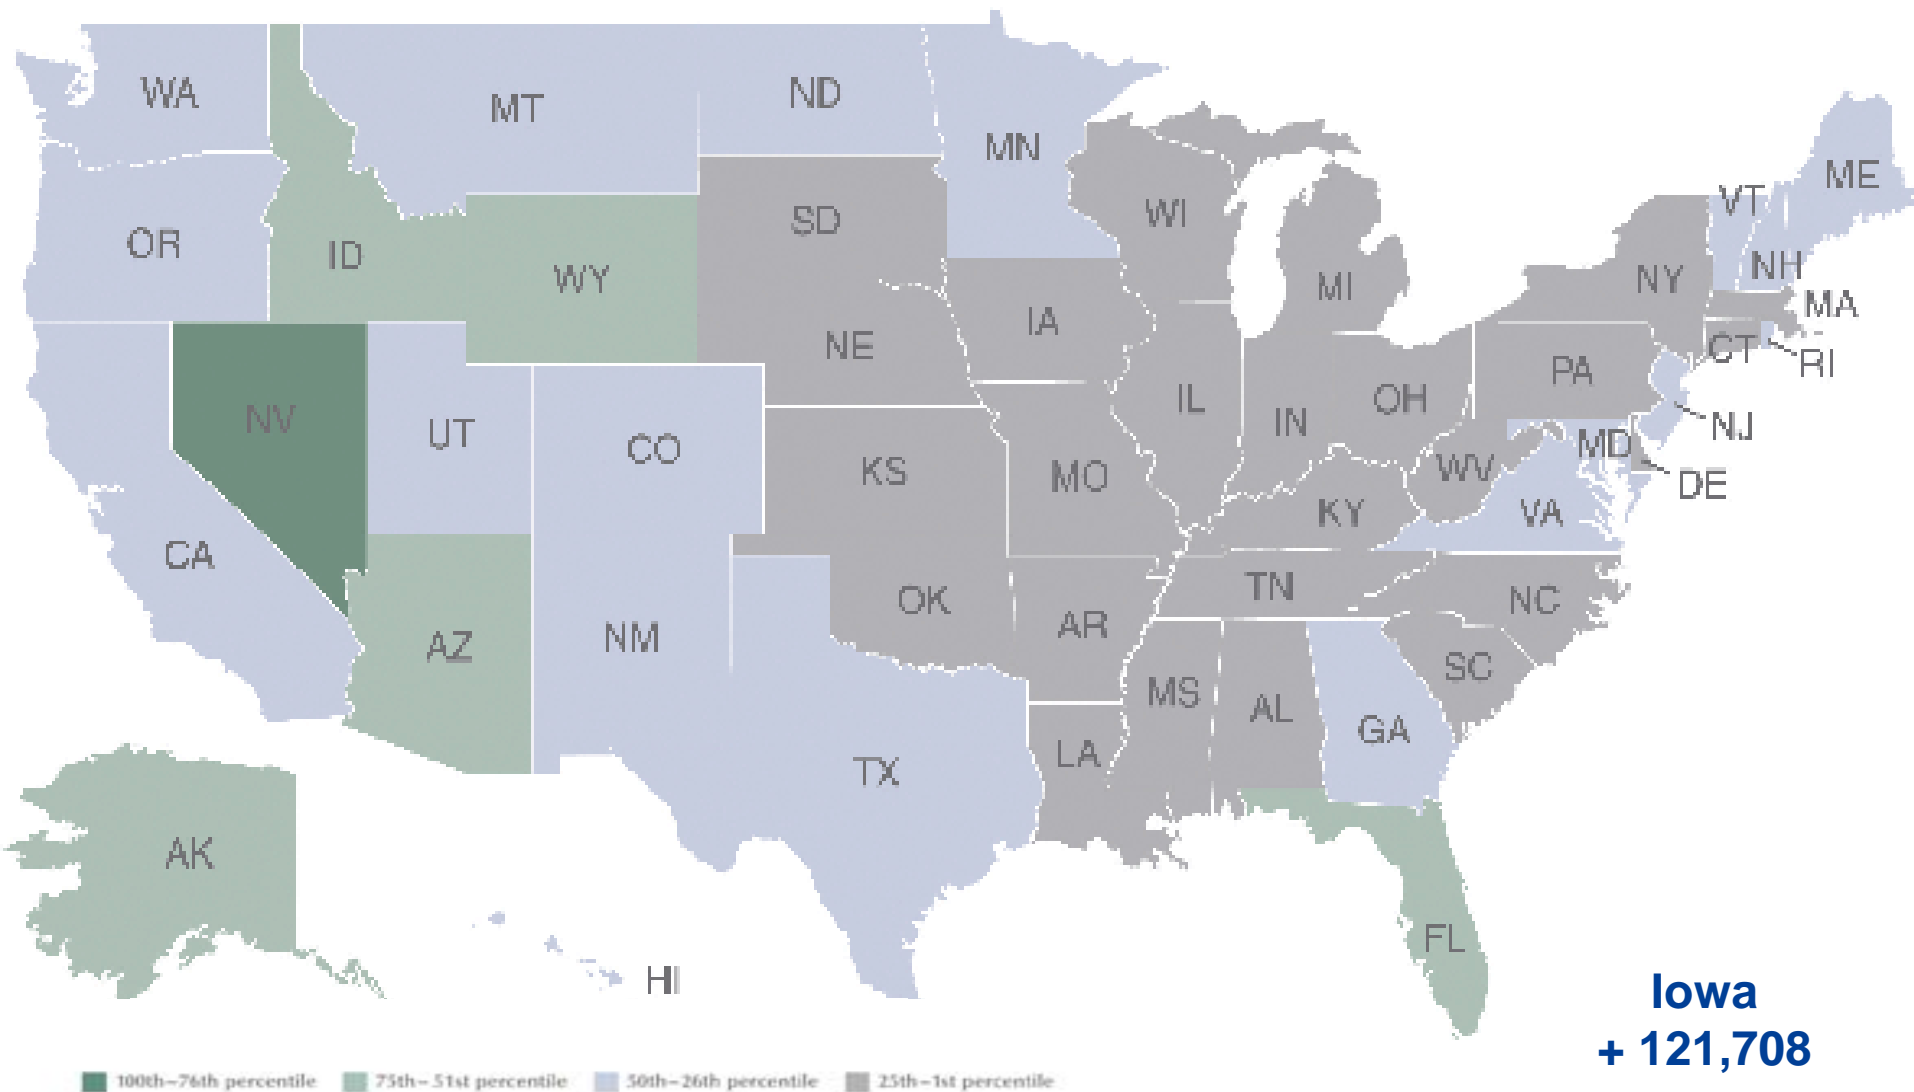 WA
MT
ND
MN
ME
VT
NH
OR
ID
WY
SD
WI
MI
NY
MA
CT
RI
NE
IA
PA
NJ
NV
UT
CO
KS
MO
IL
IN
OH
WV
MD
DE
KY
VA
CA
AZ
NM
OK
AR
TN
NC
SC
MS
AL
GA
LA
TX
AK
HI
FL
Iowa
+ 121,708
100th–76th percentile 75th–51st percentile 50th–26th percentile 25th–1st percentile